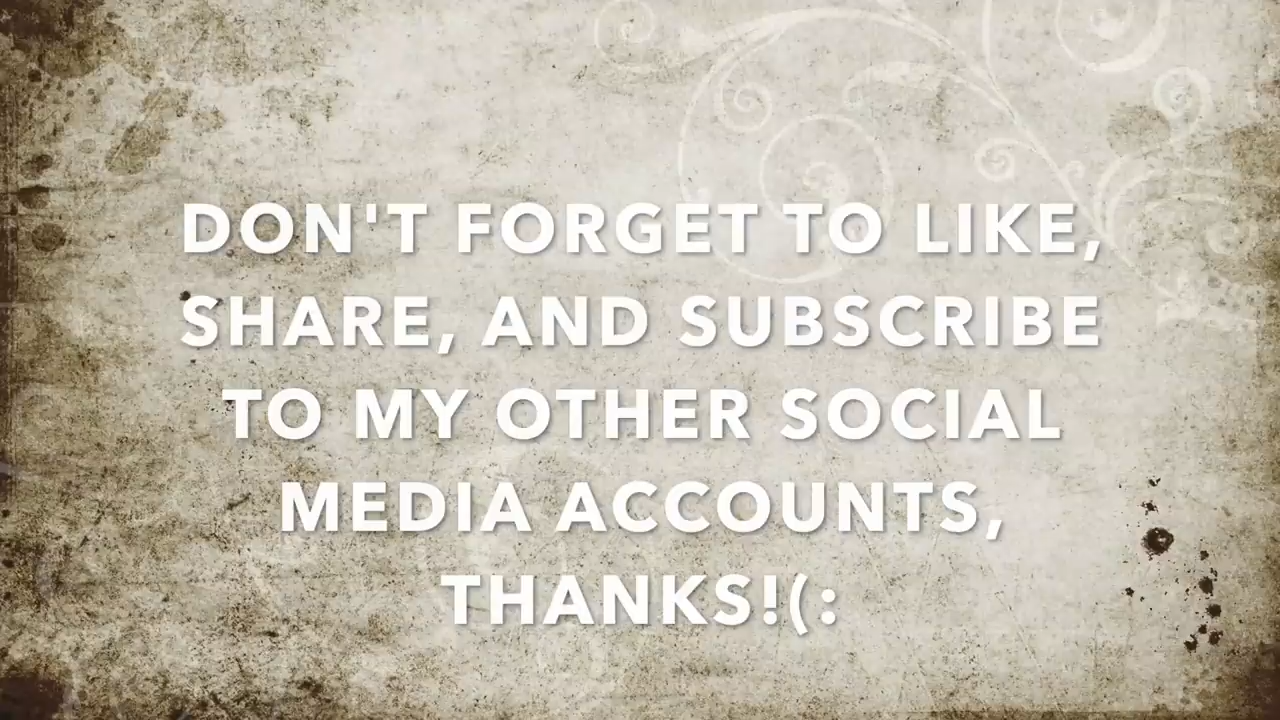 DON'T FORGET TO LIKE,
SHARE, AND SUBSCRIBE
TO MY OTHER SOCIAL
MEDIA ACCOUNTS,
THANKS!(: